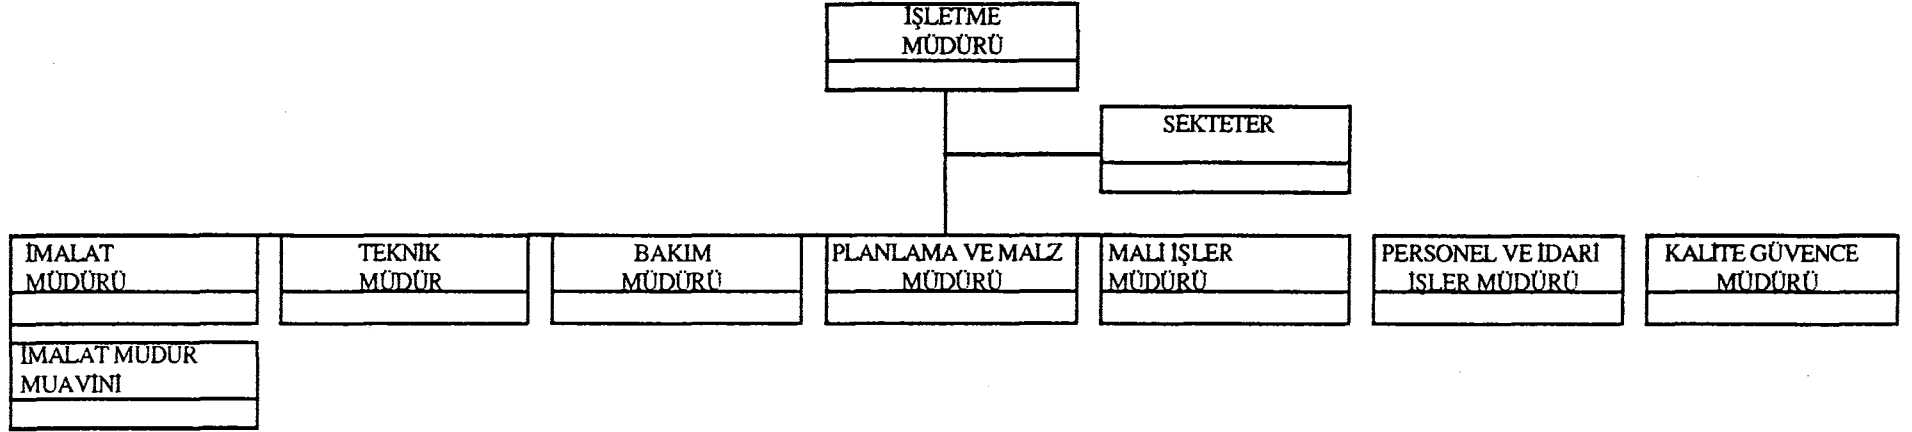 İŞLETME
MÜDÜRÜ
SEKTETER
İMALAT
MÜDÜRÜ
TEKNİK
MÜDÜR
BAKIM
MÜDÜRÜ
PLANLAMA VE MALZ
MÜDÜRÜ
MALİ İŞLER
MÜDÜRÜ
PERSONEL VE İDARİ
İŞLER MÜDÜRÜ
KALİTE GÜVENCE
MÜDÜRÜ
İMALAT MÜDÜR
MUAVİNİ